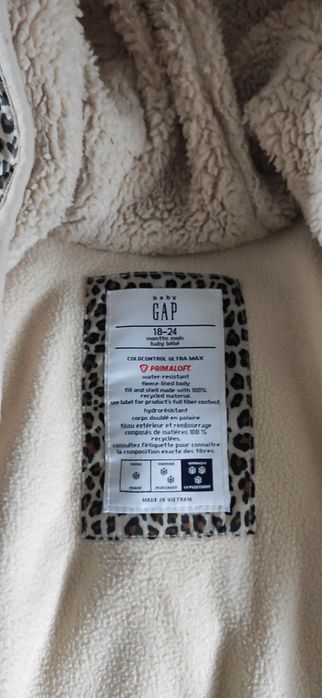 baby
GAP
18-24
months mois
baby bébé
COLDCONTROL ULTRA MAX
PRIMALOFT
water-resistant
fleece-lined body
fill and shell made with 100%
recycled material.
see label for product's full fiber content.
hydrorésistant
corps doublé en polaire
tissu extérieur et rembourrage
composés de matières 100 %
recyclées.
consultez l'étiquette pour connaître
la composition exacte des fibres.
MADE IN VIETNAM